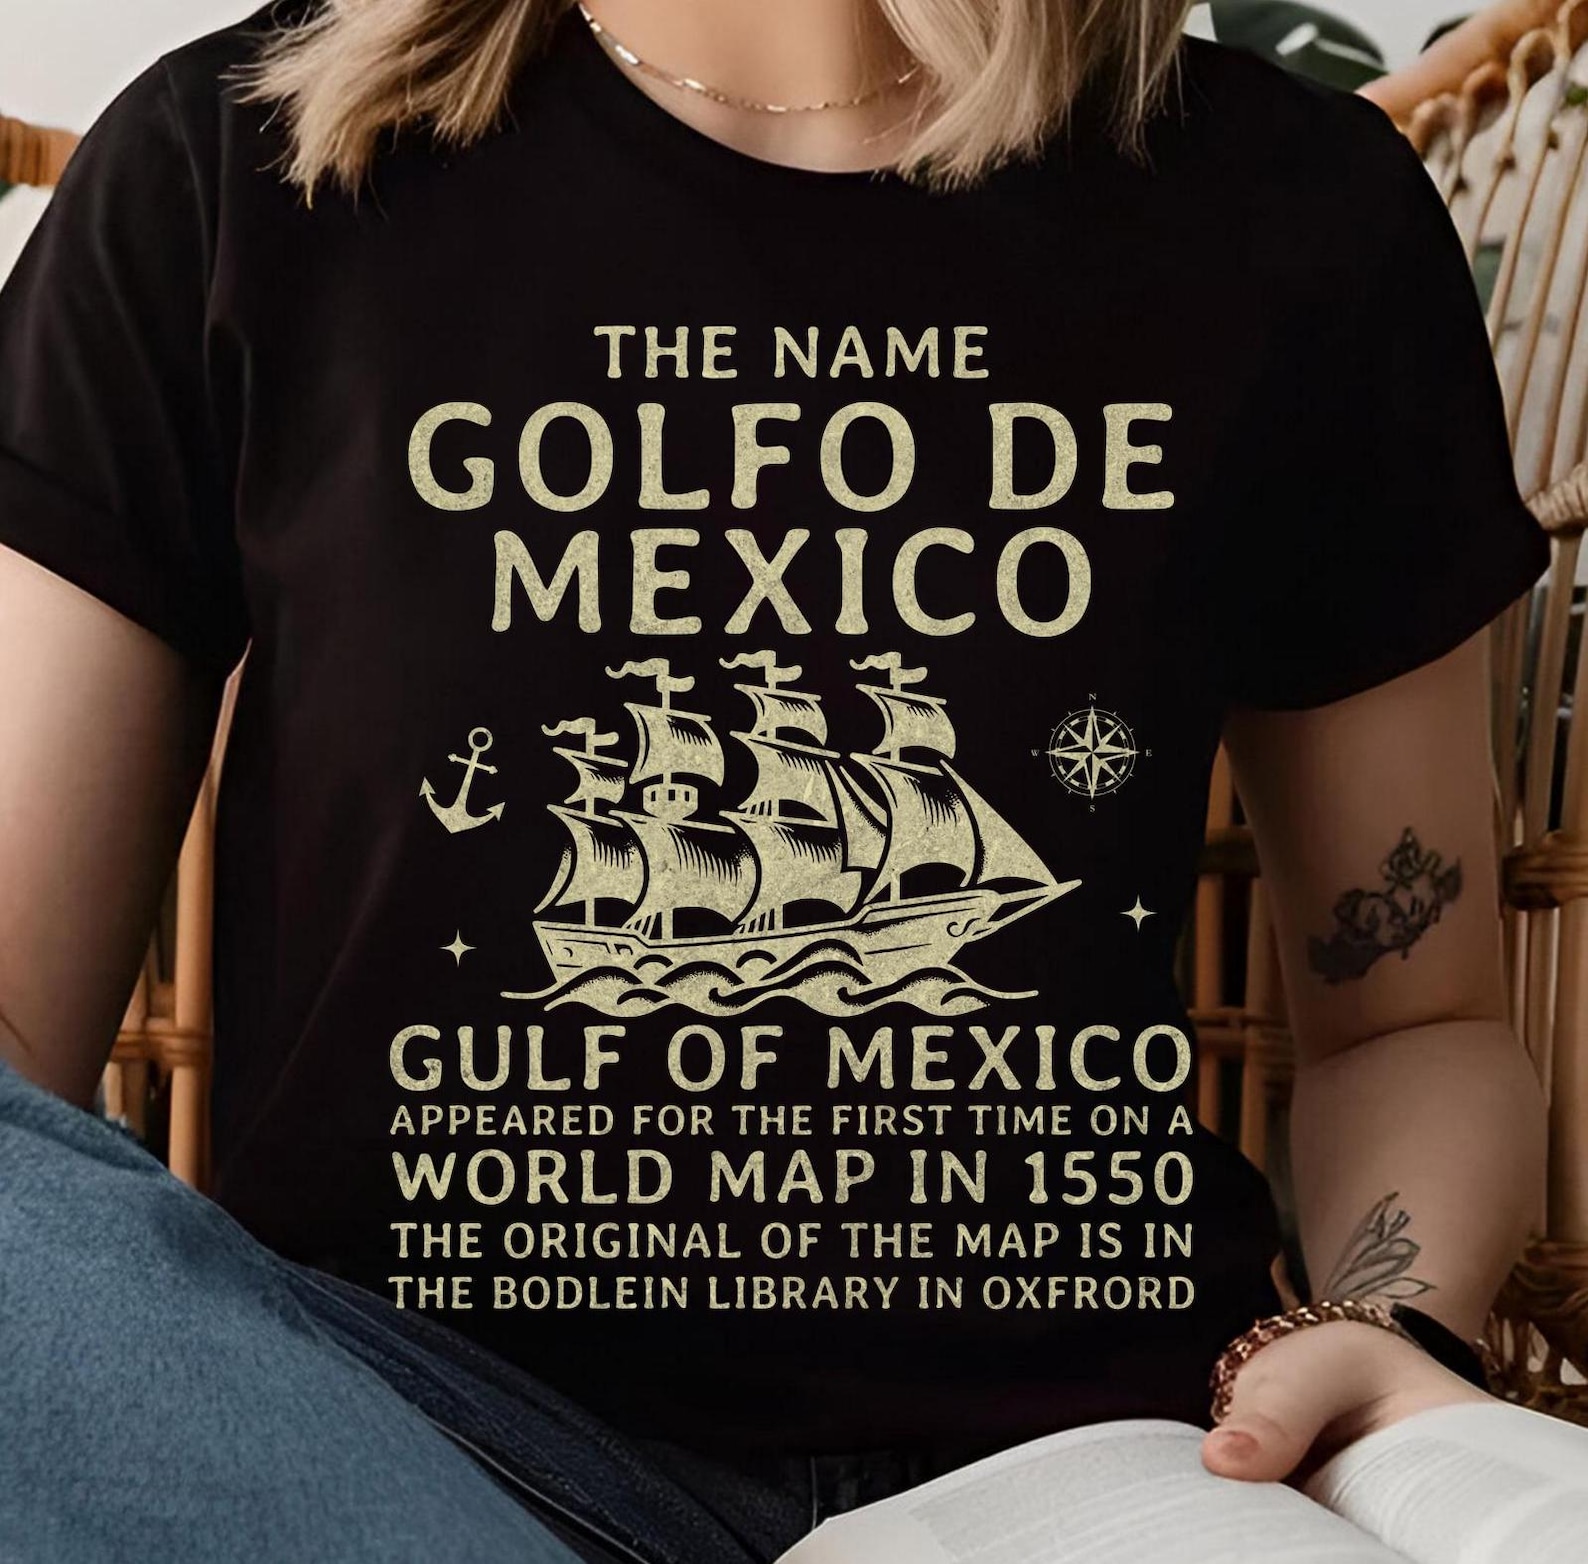 THE NAME
GOLFO DE
MEXICO
N
W E
S
GULF OF MEXICO
APPEARED FOR THE FIRST TIME ON A
WORLD MAP IN 1550
THE ORIGINAL OF THE MAP IS IN
THE BODLEIN LIBRARY IN OXFRORD